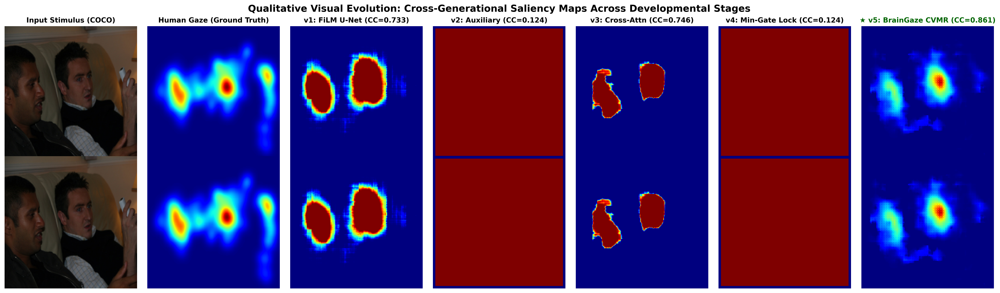 Qualitative Visual Evolution: Cross-Generational Saliency Maps Across Developmental Stages
Input Stimulus (COCO)
Human Gaze (Ground Truth)
v1: FiLM U-Net (CC=0.733)
v2: Auxiliary (CC=0.124)
v3: Cross-Attn (CC=0.746)
v4: Min-Gate Lock (CC=0.124)
★ v5: BrainGaze CVMR (CC=0.861)